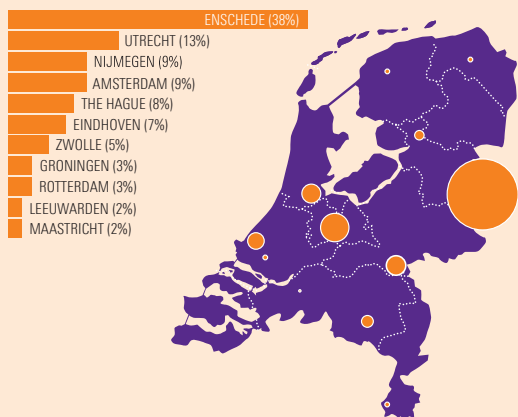 ENSCHEDE (38%)
UTRECHT (13%)
NIJMEGEN (9%)
AMSTERDAM (9%)
THE HAGUE (8%)
EINDHOVEN (7%)
ZWOLLE (5%)
GRONINGEN (3%)
ROTTERDAM (3%)
LEEUWARDEN (2%)
MAASTRICHT (2%)